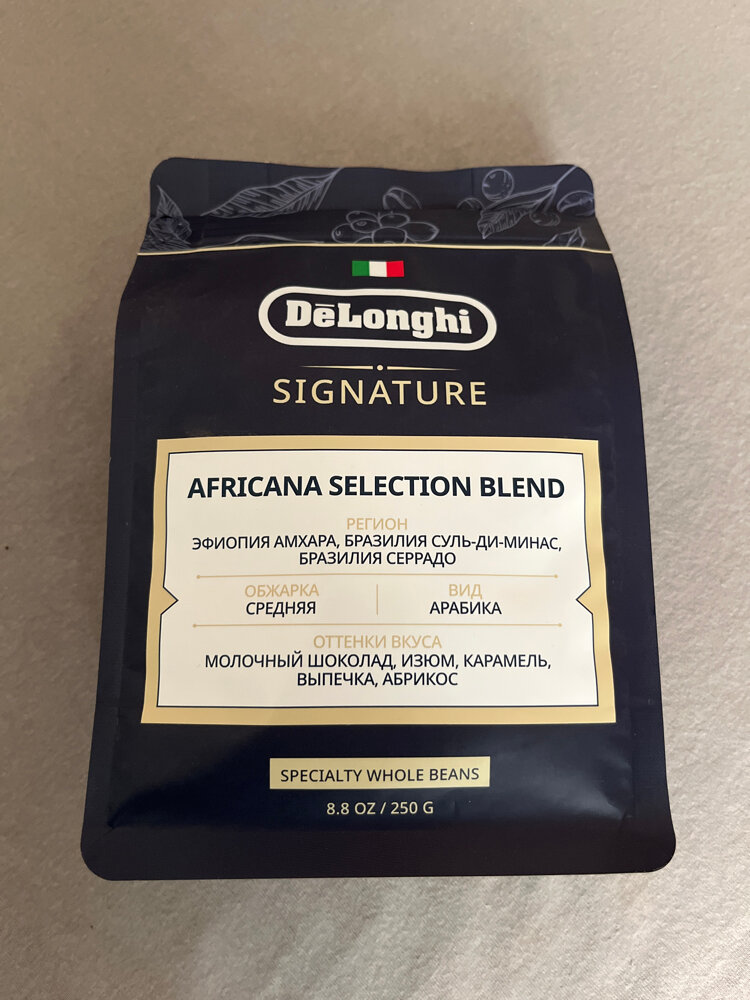 DēLonghi
SIGNATURE
AFRICANA SELECTION BLEND
РЕГИОН
ЭФИОПИЯ АМХАРА, БРАЗИЛИЯ СУЛЬ-ДИ-МИНАС,
БРАЗИЛИЯ СЕРРАДО
ОБЖАРКА
СРЕДНЯЯ
ВИД
АРАБИКА
ОТТЕНКИ ВКУСА
МОЛОЧНЫЙ ШОКОЛАД, ИЗЮМ, КАРАМЕЛЬ,
ВЫПЕЧКА, АБРИКОС
SPECIALTY WHOLE BEANS
8.8 OZ / 250 G